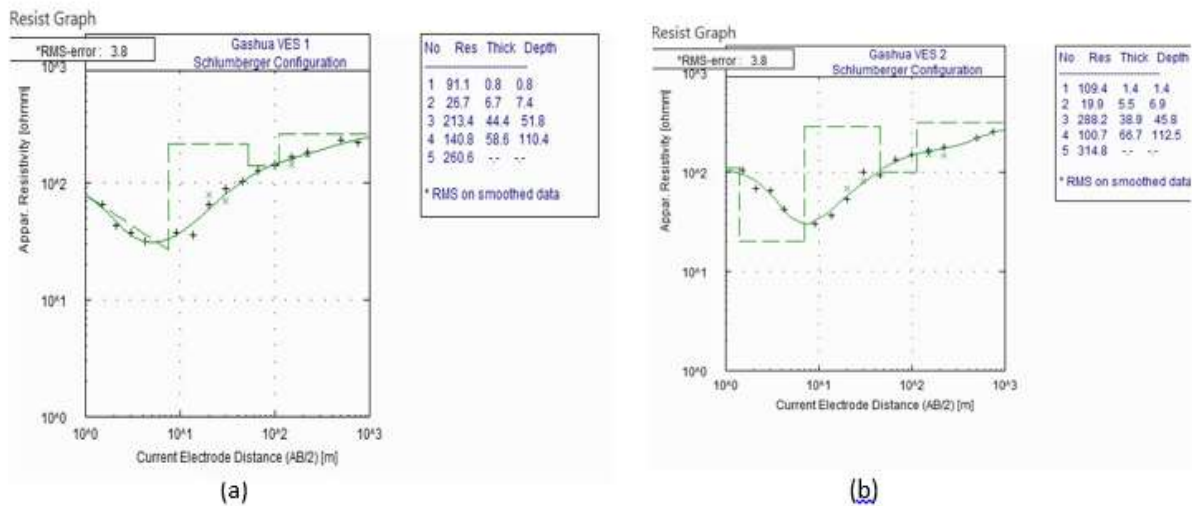 Resist Graph
*RMS-error : 3.8
Gashua VES 1
Schlumberger Configuration
10^3
10^2
10^1
10^0
Appar. Resistivity [ohmm]
10^0 10^1 10^2 10^3
Current Electrode Distance (AB/2) [m]
No Res Thick Depth
1 91.1 0.8 0.8
2 26.7 6.7 7.4
3 213.4 44.4 51.8
4 140.8 58.6 110.4
5 260.6 -.- -.-
* RMS on smoothed data
(a)
Resist Graph
*RMS-error : 3.8
Gashua VES 2
Schlumberger Configuration
10^3
10^2
10^1
10^0
Appar. Resistivity [ohmm]
10^0 10^1 10^2 10^3
Current Electrode Distance (AB/2) [m]
No Res Thick Depth
1 109.4 1.4 1.4
2 19.9 5.5 6.9
3 288.2 38.9 45.8
4 100.7 66.7 112.5
5 314.8 -.- -.-
* RMS on smoothed data
(b)